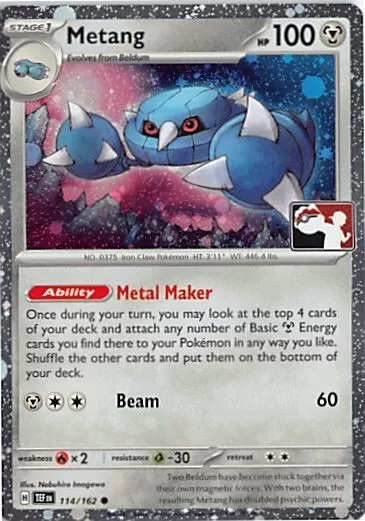 STAGE1 Metang HP 100
Evolves from Beldum
NO. 0375 Iron Claw Pokémon HT: 3'11" WT: 446.4 lbs.
Ability Metal Maker
Once during your turn, you may look at the top 4 cards
of your deck and attach any number of Basic Energy
cards you find there to your Pokémon in any way you like.
Shuffle the other cards and put them on the bottom of
your deck.
Beam 60
weakness ×2 resistance -30 retreat
Illus. Nobuhiro Imagawa
H TEF EN 114/162
Two Beldum have become stuck together via
their own magnetic forces. With two brains, the
resulting Metang has doubled psychic powers.